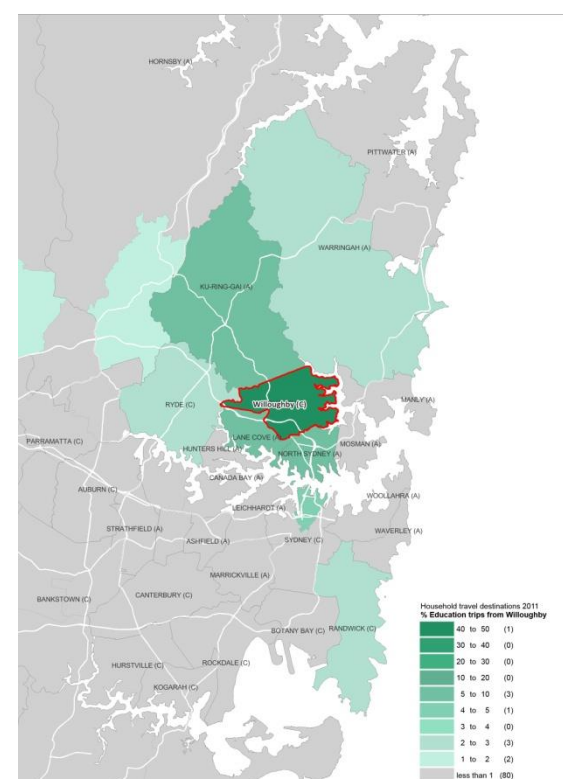 HORNSBY (A)
PITTWATER (A)
WARRINGAH (A)
KU-RING-GAI (A)
Willoughby (C)
RYDE (C)
MANLY (A)
PARRAMATTA (C)
LANE COVE (A)
MOSMAN (A)
HUNTERS HILL (A)
NORTH SYDNEY (A)
CANADA BAY (A)
AUBURN (C)
WOOLLAHRA (A)
LEICHHARDT (A)
STRATHFIELD (A)
WAVERLEY (A)
ASHFIELD (A)
SYDNEY (C)
MARRICKVILLE (A)
BANKSTOWN (C)
CANTERBURY (C)
BOTANY BAY (C)
RANDWICK (C)
HURSTVILLE (C)
ROCKDALE (C)
KOGARAH (C)
Household travel destinations 2011
% Education trips from Willoughby
40 to 50 (1)
30 to 40 (0)
20 to 30 (0)
10 to 20 (0)
5 to 10 (3)
4 to 5 (1)
3 to 4 (0)
2 to 3 (3)
1 to 2 (2)
less than 1 (80)